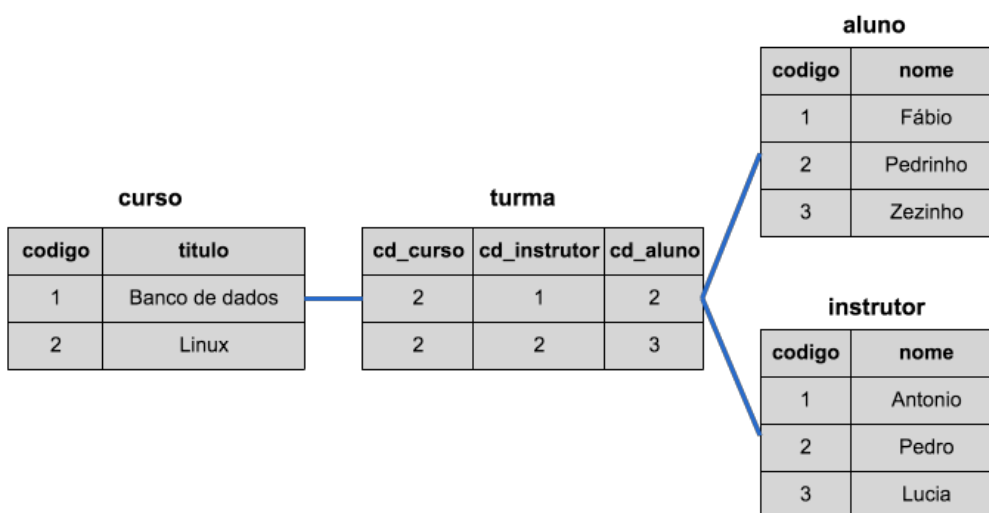 aluno
codigo nome
1 Fábio
2 Pedrinho
3 Zezinho
curso
codigo titulo
1 Banco de dados
2 Linux
turma
cd_curso cd_instrutor cd_aluno
2 1 2
2 2 3
instrutor
codigo nome
1 Antonio
2 Pedro
3 Lucia